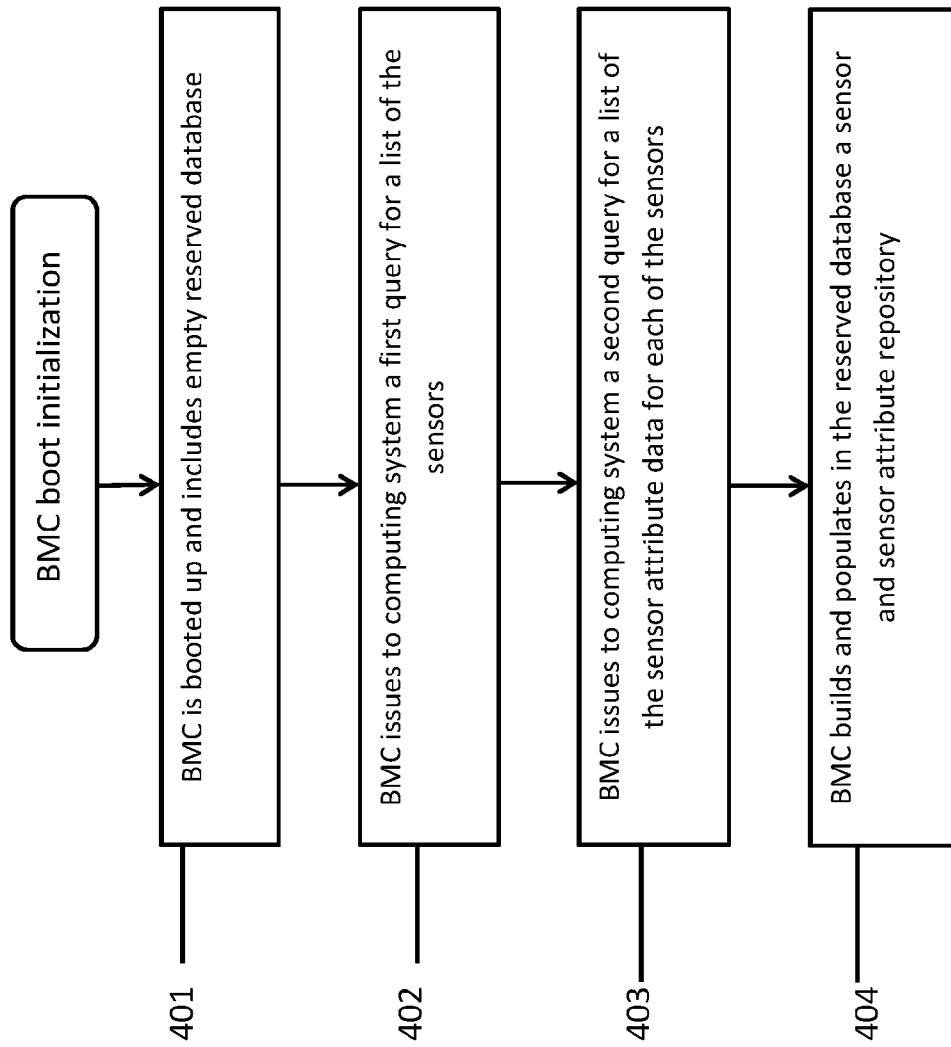 BMC boot initialization
401
BMC is booted up and includes empty reserved database
402
BMC issues to computing system a first query for a list of the
sensors
403
BMC issues to computing system a second query for a list of
the sensor attribute data for each of the sensors
404
BMC builds and populates in the reserved database a sensor
and sensor attribute repository